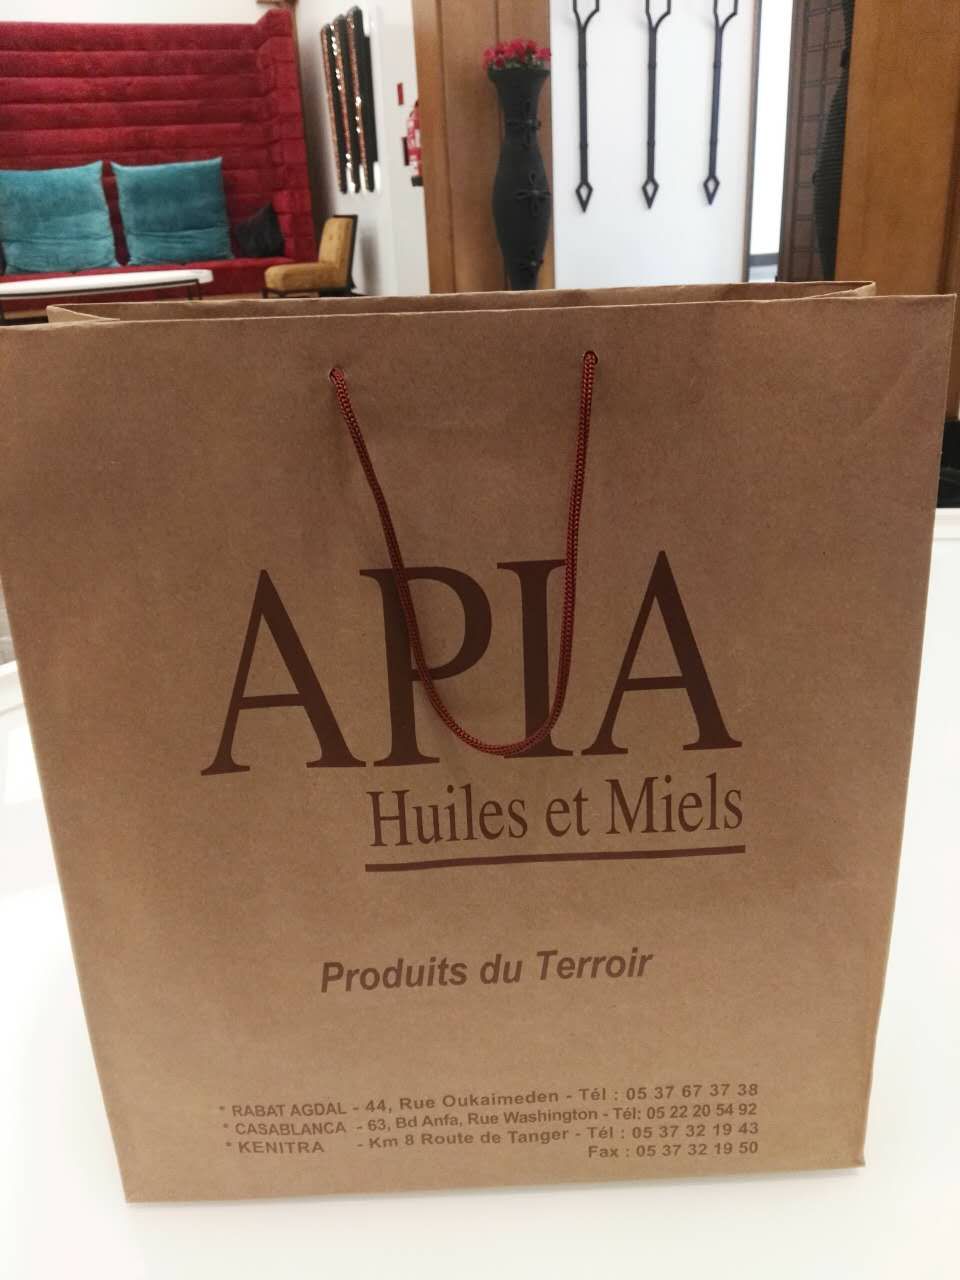 APIA
Huiles et Miels
Produits du Terroir
* RABAT AGDAL - 44, Rue Oukaimeden - Tél : 05 37 67 37 38
* CASABLANCA - 63, Bd Anfa, Rue Washington - Tél: 05 22 20 54 92
* KENITRA - Km 8 Route de Tanger - Tél : 05 37 32 19 43
Fax : 05 37 32 19 50